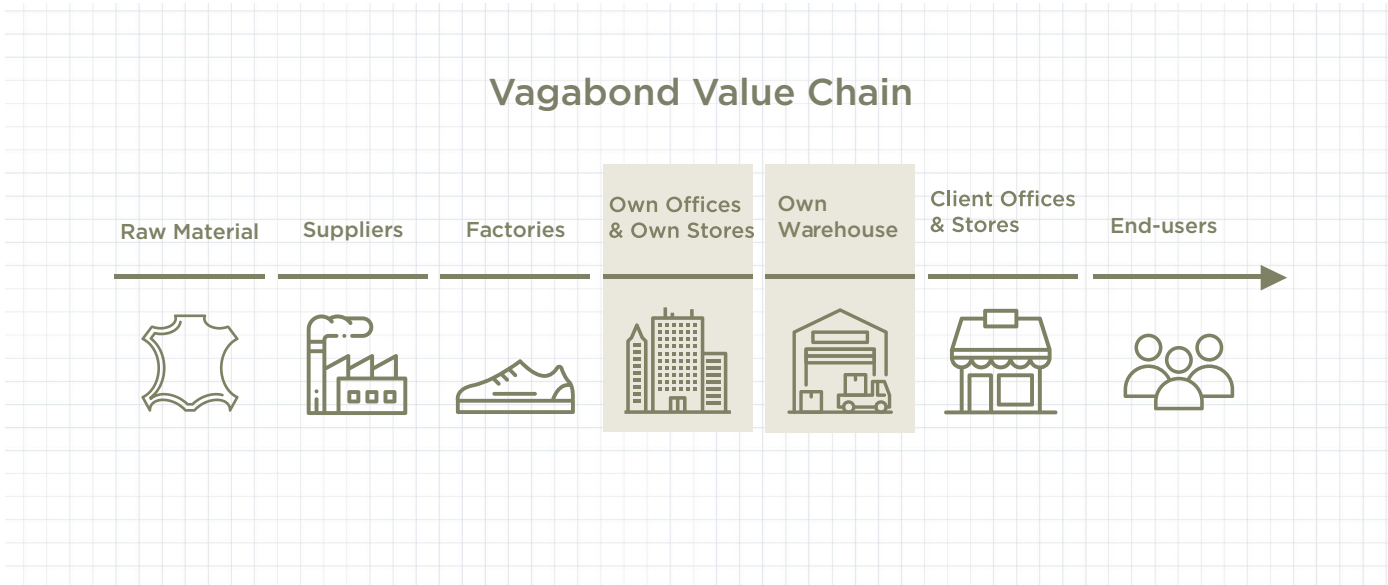 Vagabond Value Chain
Raw Material
Suppliers
Factories
Own Offices
& Own Stores
Own
Warehouse
Client Offices
& Stores
End-users